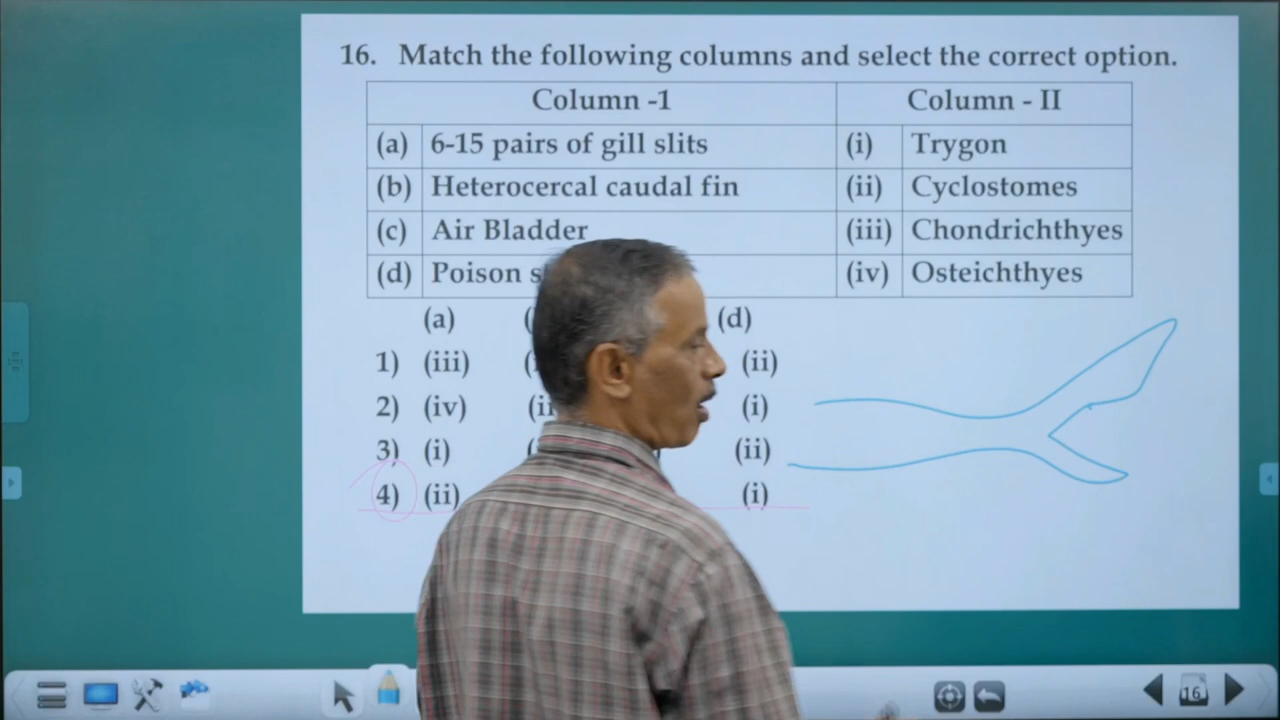 16. Match the following columns and select the correct option.
Column -1 Column - II
(a) 6-15 pairs of gill slits (i) Trygon
(b) Heterocercal caudal fin (ii) Cyclostomes
(c) Air Bladder (iii) Chondrichthyes
(d) Poison (iv) Osteichthyes
(a) (d)
1) (iii) (ii)
2) (iv) (i)
3) (i) (ii)
4) (ii) (i)
16